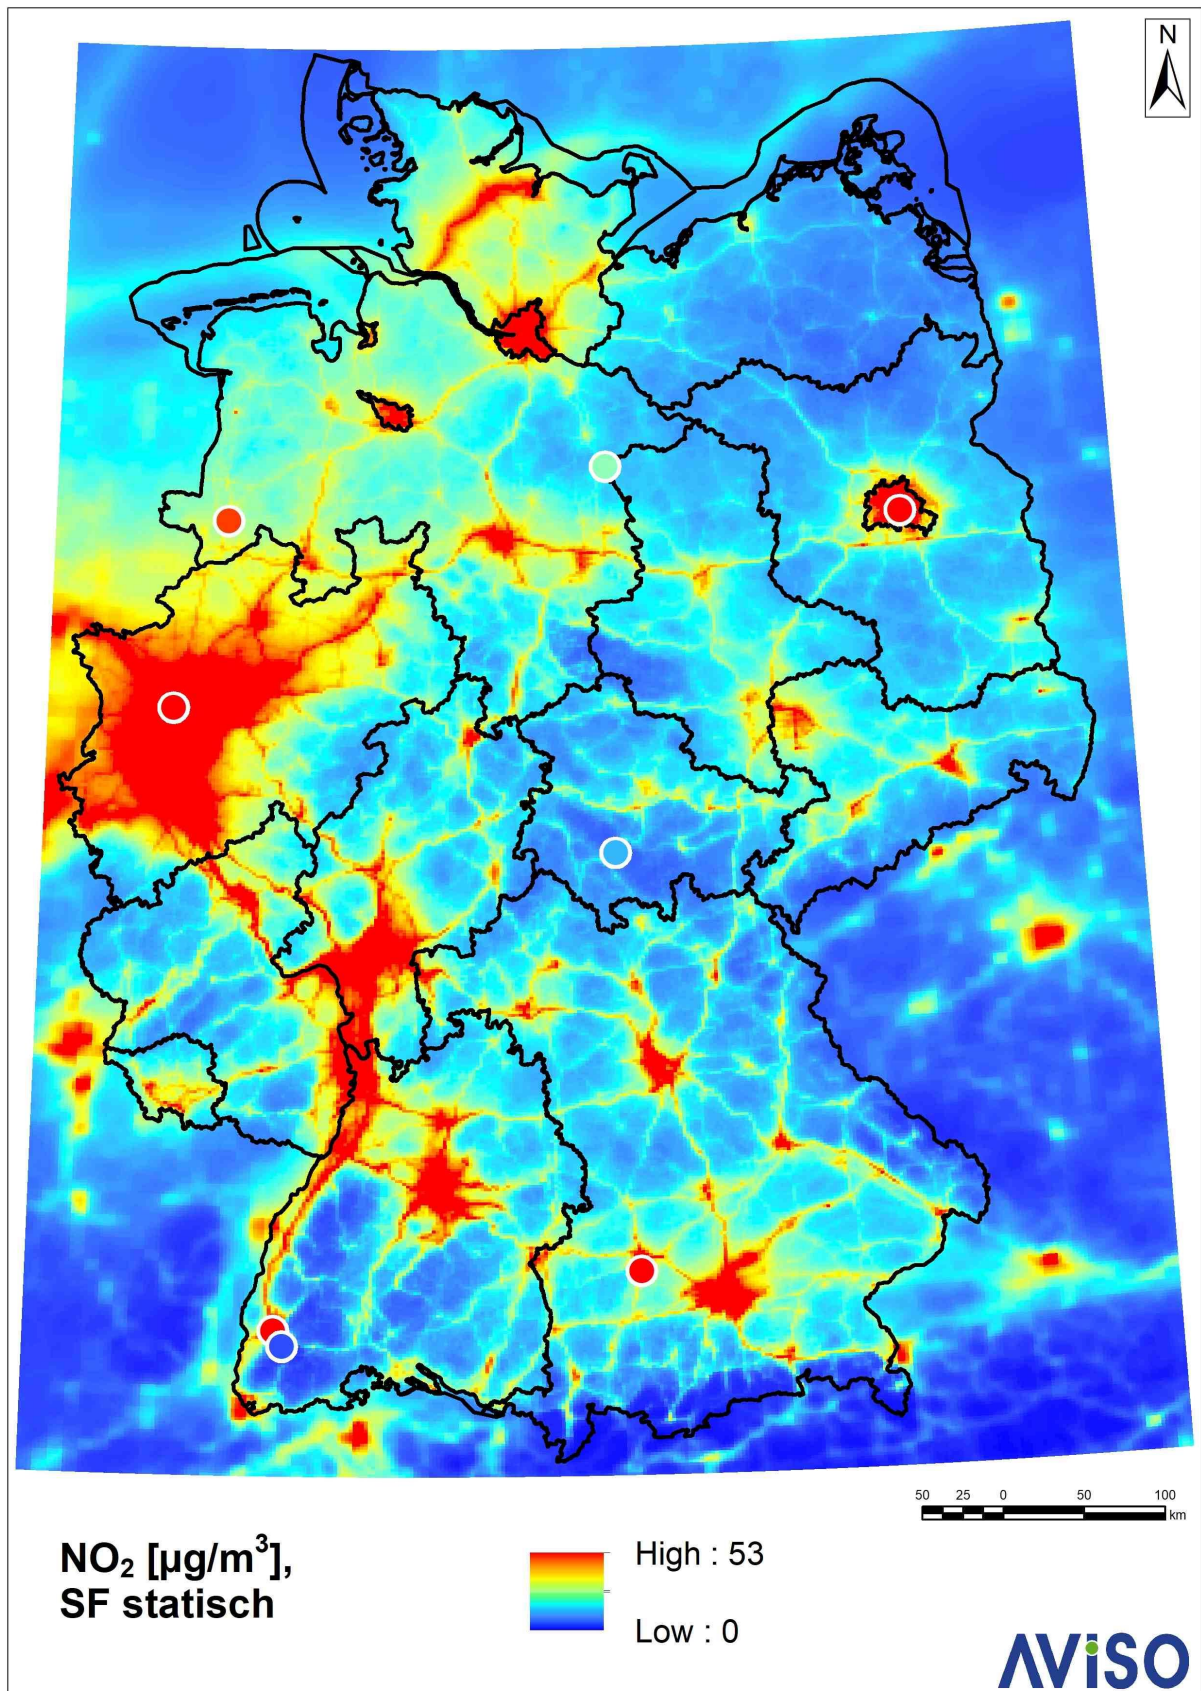 N
50 25 0 50 100
km
NO₂ [µg/m³],
SF statisch
High : 53
Low : 0
AViSO